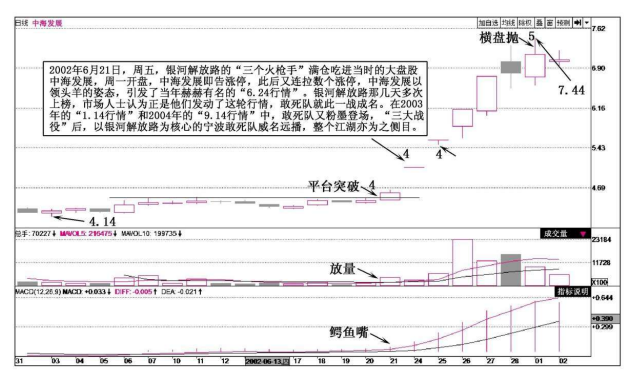 日线 中海发展
加自选 均线 除权 叠 窗 预测
7.62
横盘抛 5
2002年6月21日，周五，银河解放路的“三个火枪手”满仓吃进当时的大盘股
中海发展，周一开盘，中海发展即告涨停，此后又连拉数个涨停，中海发展以
领头羊的姿态，引发了当年赫赫有名的“6.24行情”。银河解放路那几天多次
上榜，市场人士认为正是他们发动了这轮行情，敢死队就此一战成名。在2003
年的“1.14行情”和2004年的“9.14行情”中，敢死队又粉墨登场，“三大战
役”后，以银河解放路为核心的宁波敢死队威名远播，整个江湖亦为之侧目。
6.90
7.44
6.16
5.43
4
4
平台突破 4
4.69
4.14
总手:70227↓ MAVOL5: 216475↓ MAVOL10: 199735↓
成交量
23164
放量
11728
X100
MACD(12,26,9) MACD: +0.033↓ DIFF: -0.005↑ DEA -0.021↑
指标说明
+0.644
+0.390
+0.299
鳄鱼嘴
31 03 04 05 06 07 10 11 12 2002-06-13,四 17 18 19 20 21 24 25 26 27 28 01 02